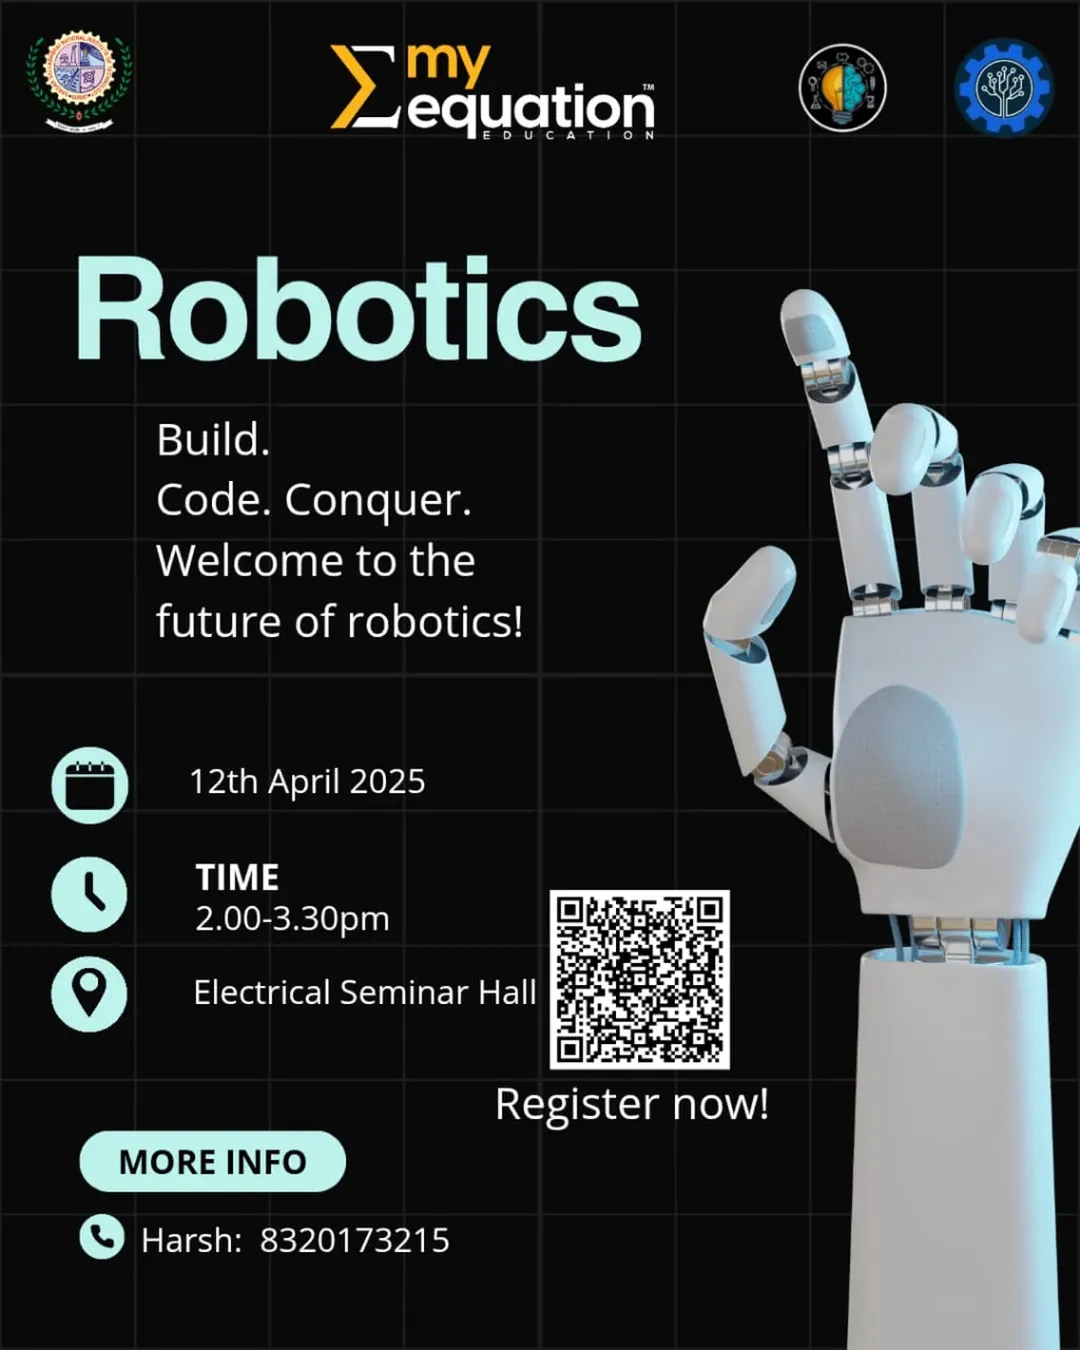 my
equation™
EDUCATION
Robotics
Build.
Code. Conquer.
Welcome to the
future of robotics!
12th April 2025
TIME
2.00-3.30pm
Electrical Seminar Hall
Register now!
MORE INFO
Harsh: 8320173215